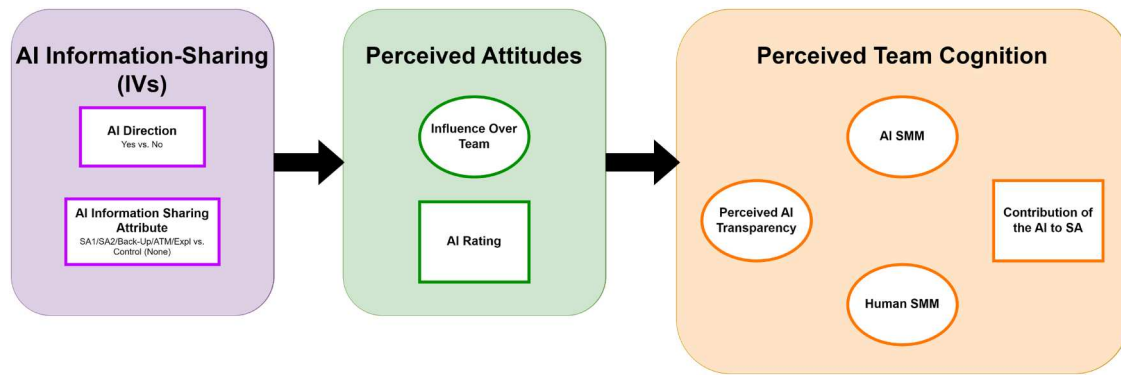 AI Information-Sharing
(IVs)
AI Direction
Yes vs. No
AI Information Sharing
Attribute
SA1/SA2/Back-Up/ATM/Expl vs.
Control (None)
Perceived Attitudes
Influence Over
Team
AI Rating
Perceived Team Cognition
AI SMM
Perceived AI
Transparency
Contribution of
the AI to SA
Human SMM